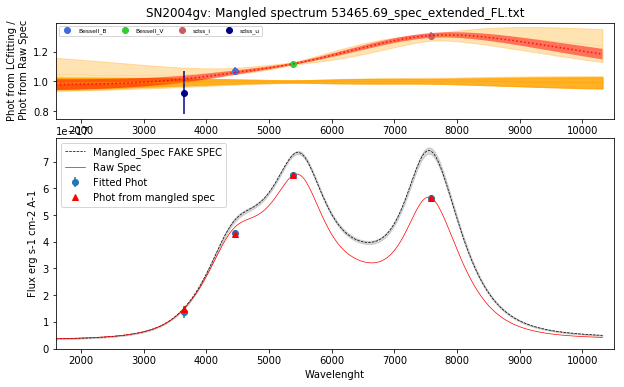 SN2004gv: Mangled spectrum 53465.69_spec_extended_FL.txt
Phot from LCfitting /
Phot from Raw Spec
Bessell_B Bessell_V sdss_i sdss_u
1.2
1.0
0.8
2000 3000 4000 5000 6000 7000 8000 9000 10000
1e−17
Mangled_Spec FAKE SPEC
Raw Spec
Fitted Phot
Phot from mangled spec
Flux erg s-1 cm-2 A-1
7
6
5
4
3
2
1
0
2000 3000 4000 5000 6000 7000 8000 9000 10000
Wavelenght